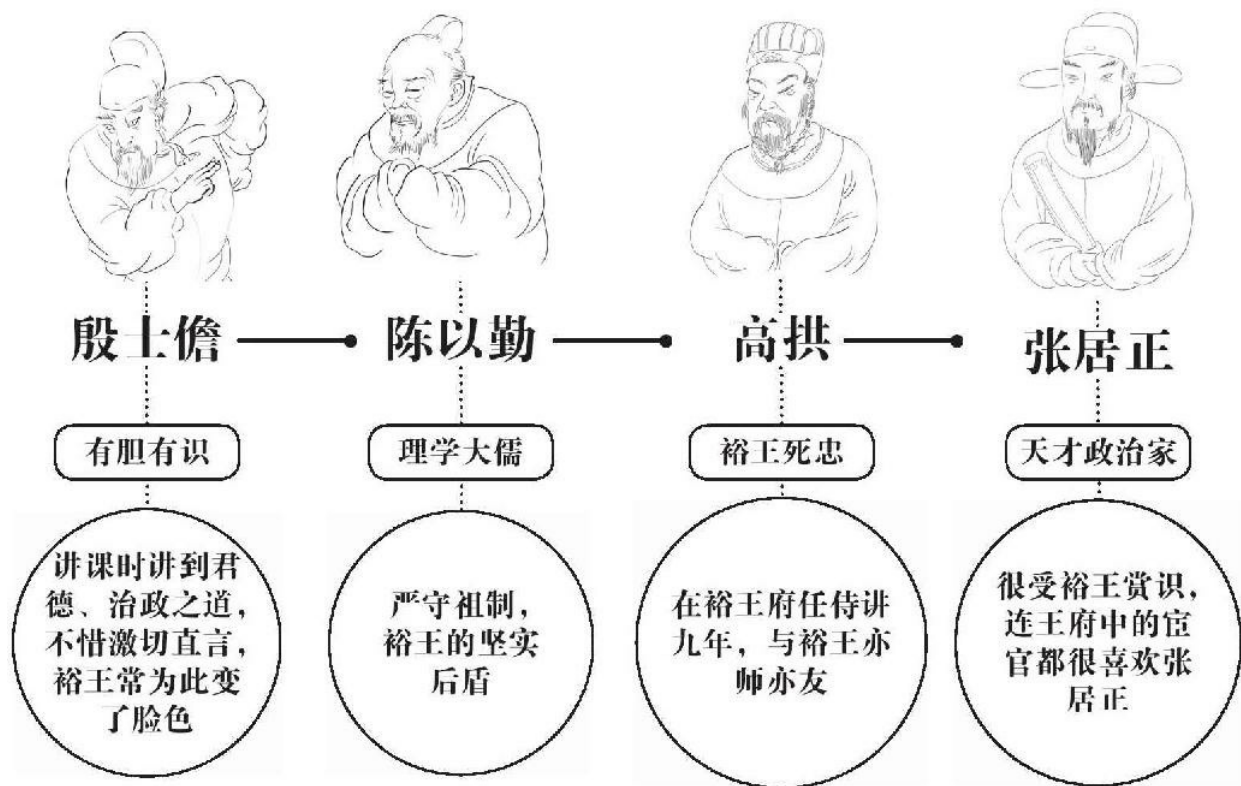 殷士儋
陈以勤
高拱
张居正
有胆有识
理学大儒
裕王死忠
天才政治家
讲课时讲到君
德、治政之道，
不惜激切直言，
裕王常为此变
了脸色
严守祖制，
裕王的坚实
后盾
在裕王府任侍讲
九年，与裕王亦
师亦友
很受裕王赏识，
连王府中的宦
官都很喜欢张
居正